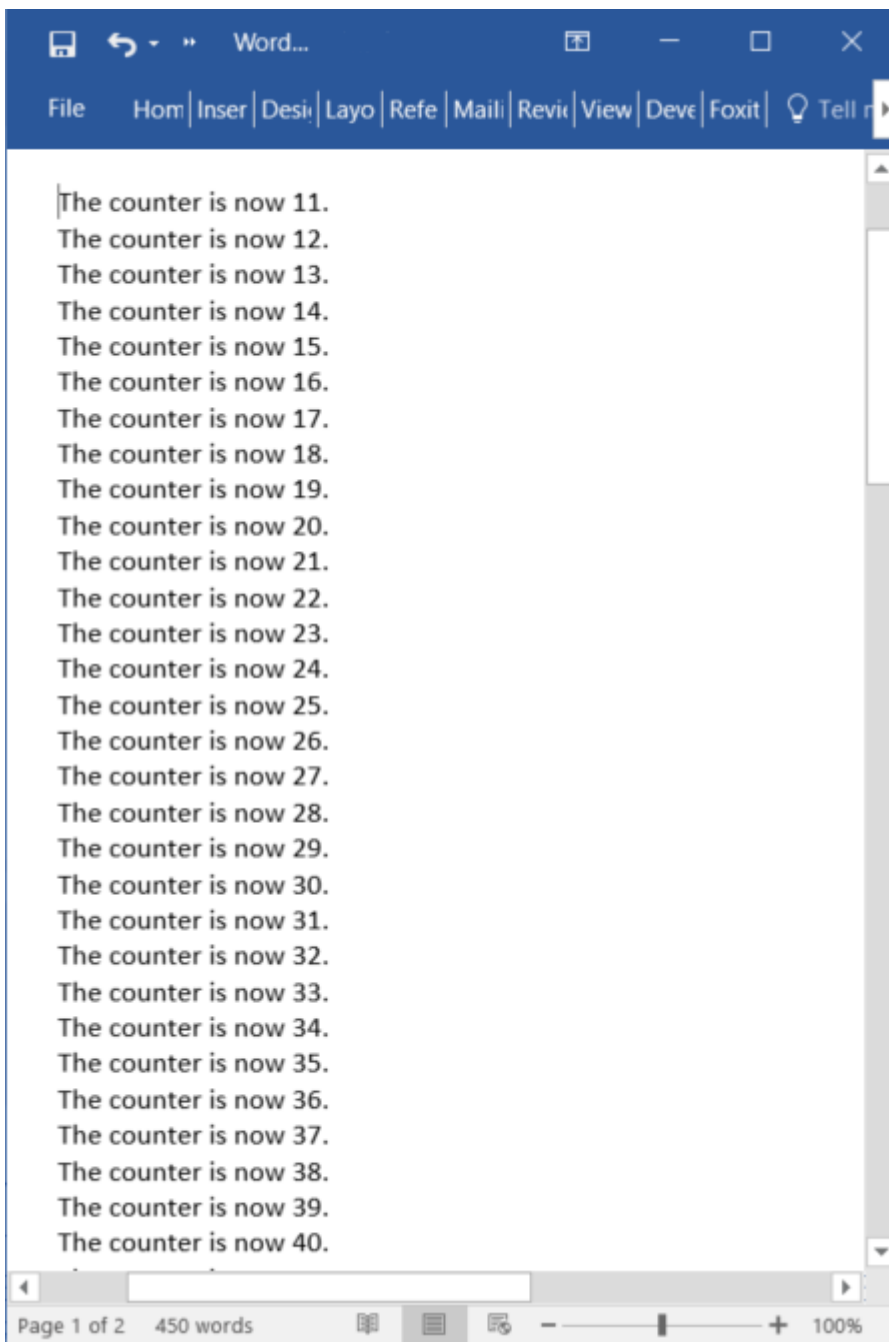 Word...
File Hom Inser Desi Layo Refe Maili Revie View Deve Foxit Tell
The counter is now 11.
The counter is now 12.
The counter is now 13.
The counter is now 14.
The counter is now 15.
The counter is now 16.
The counter is now 17.
The counter is now 18.
The counter is now 19.
The counter is now 20.
The counter is now 21.
The counter is now 22.
The counter is now 23.
The counter is now 24.
The counter is now 25.
The counter is now 26.
The counter is now 27.
The counter is now 28.
The counter is now 29.
The counter is now 30.
The counter is now 31.
The counter is now 32.
The counter is now 33.
The counter is now 34.
The counter is now 35.
The counter is now 36.
The counter is now 37.
The counter is now 38.
The counter is now 39.
The counter is now 40.
Page 1 of 2 450 words 100%